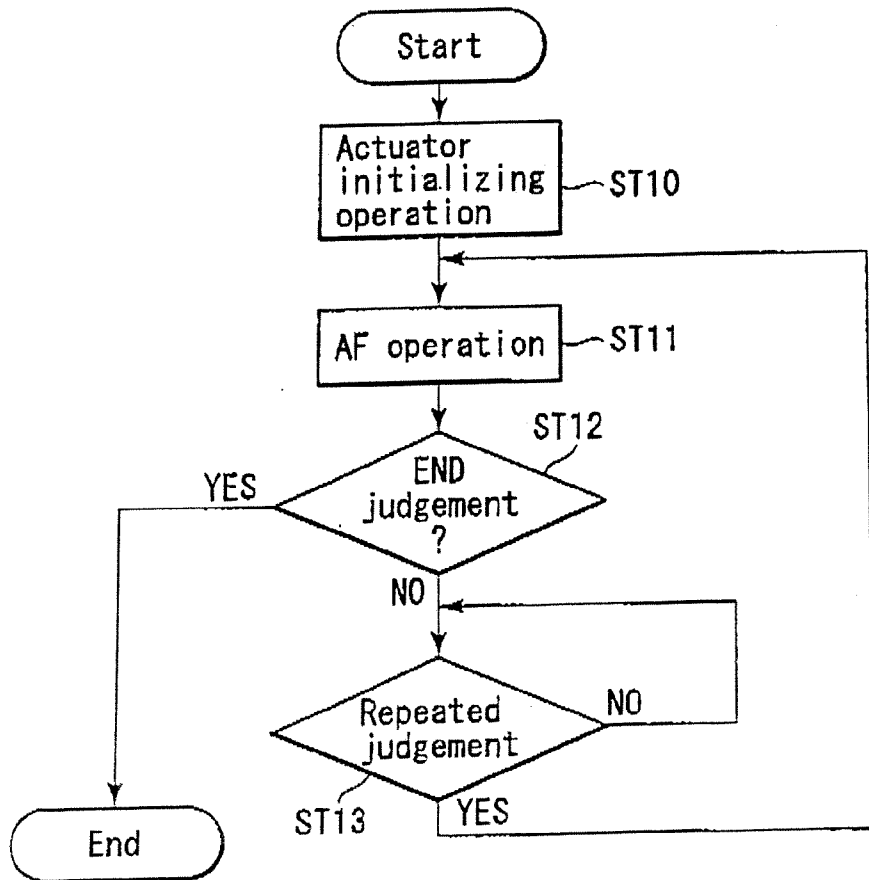 Start
Actuator
initializing
operation
ST10
AF operation
ST11
ST12
END
judgement
?
YES
NO
Repeated
judgement
NO
ST13
YES
End